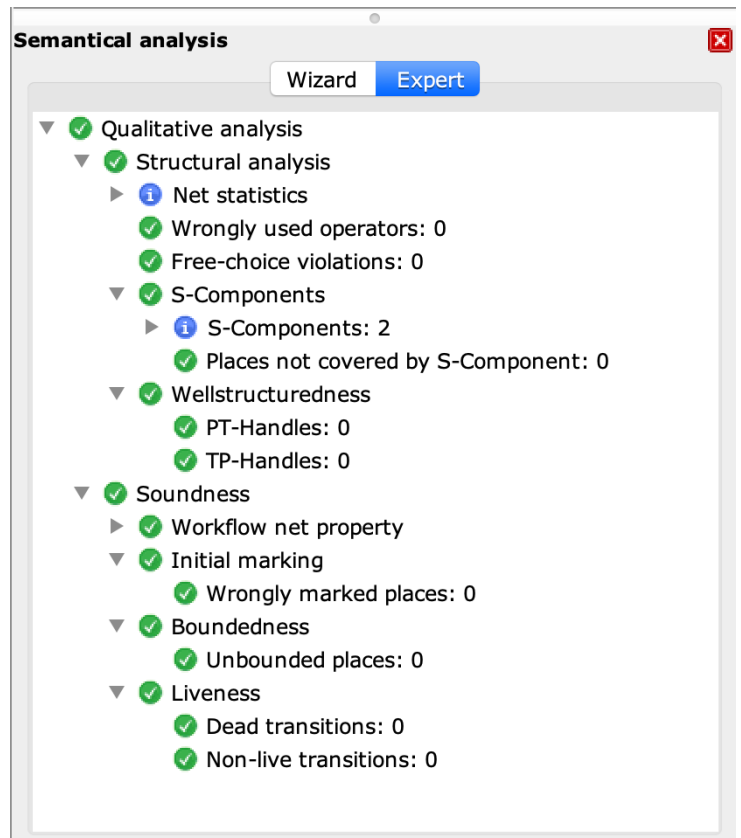 Semantical analysis
Wizard Expert
Qualitative analysis
Structural analysis
Net statistics
Wrongly used operators: 0
Free-choice violations: 0
S-Components
S-Components: 2
Places not covered by S-Component: 0
Wellstructuredness
PT-Handles: 0
TP-Handles: 0
Soundness
Workflow net property
Initial marking
Wrongly marked places: 0
Boundedness
Unbounded places: 0
Liveness
Dead transitions: 0
Non-live transitions: 0